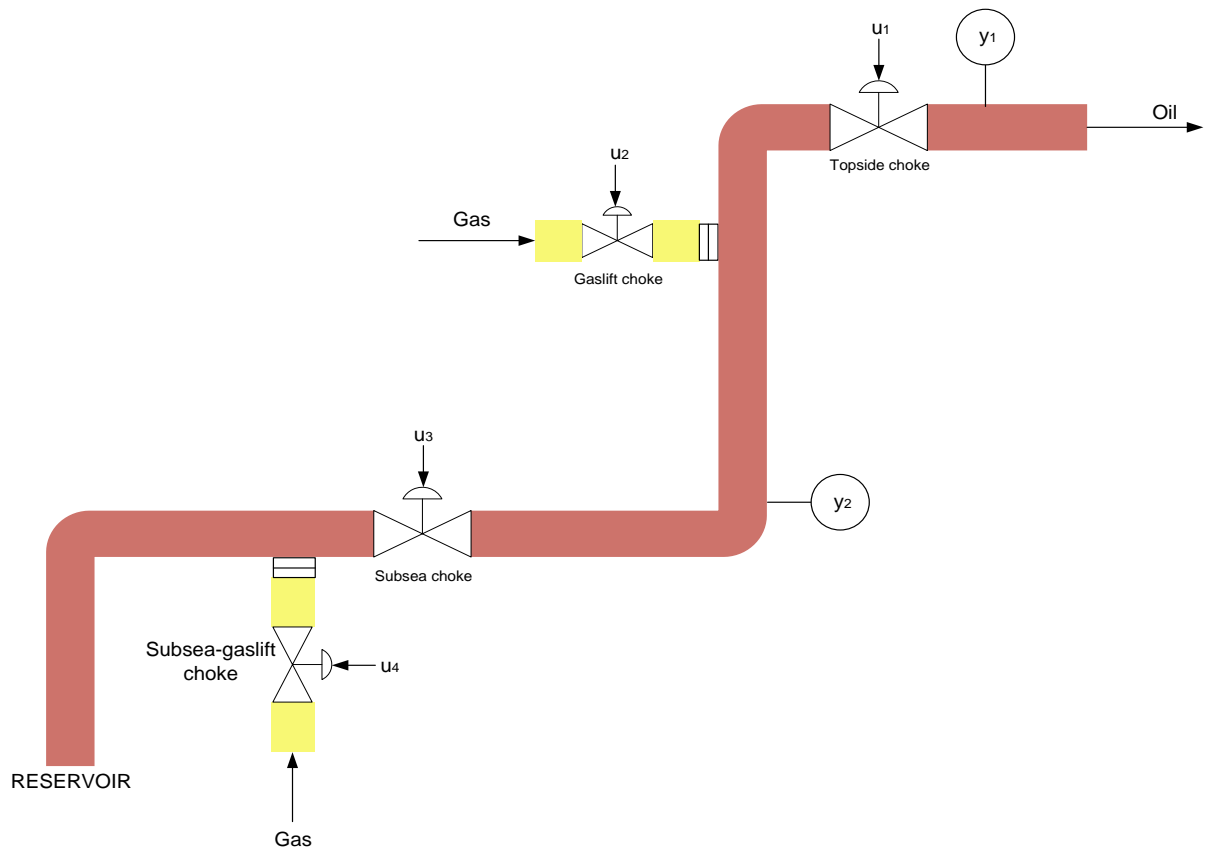 u1
y1
Oil
Topside choke
u2
Gas
Gaslift choke
u3
y2
Subsea choke
Subsea-gaslift
choke
u4
RESERVOIR
Gas